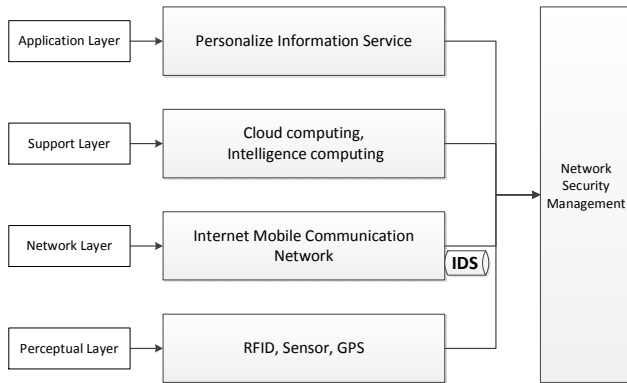 Application Layer
Personalize Information Service
Support Layer
Cloud computing,
Intelligence computing
Network
Security
Management
Network Layer
Internet Mobile Communication
Network
IDS
Perceptual Layer
RFID, Sensor, GPS